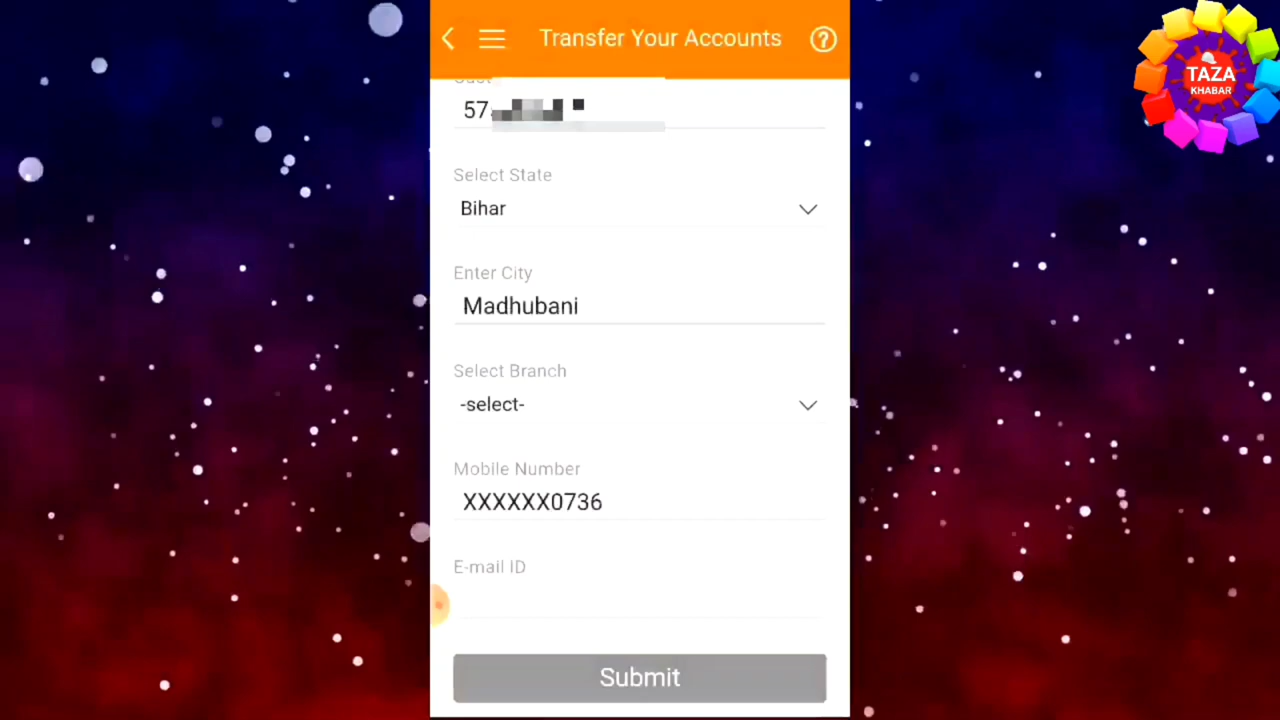 Transfer Your Accounts
?
TAZA
KHABAR
57
Select State
Bihar
Enter City
Madhubani
Select Branch
-select-
Mobile Number
XXXXXX0736
E-mail ID
Submit